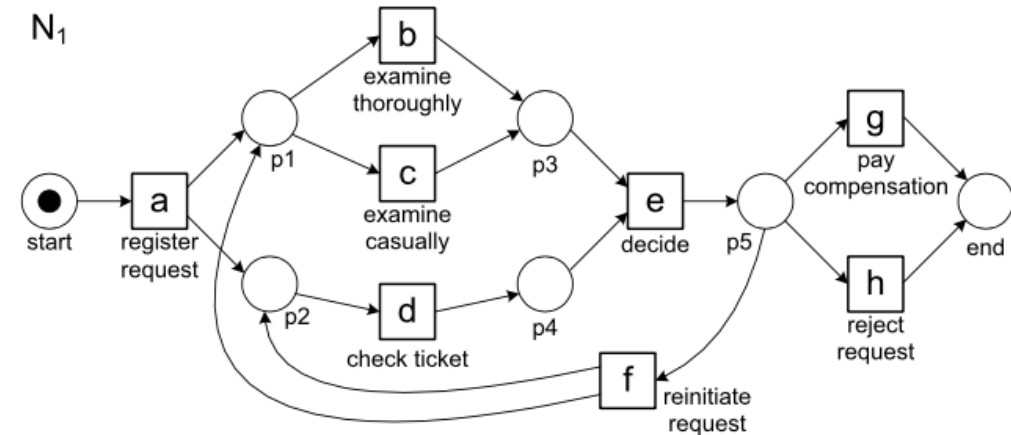 N1
b
examine
thoroughly
p1
p3
c
examine
casually
a
register
request
start
p2
d
check ticket
p4
e
decide
p5
g
pay
compensation
h
reject
request
end
f
reinitiate
request